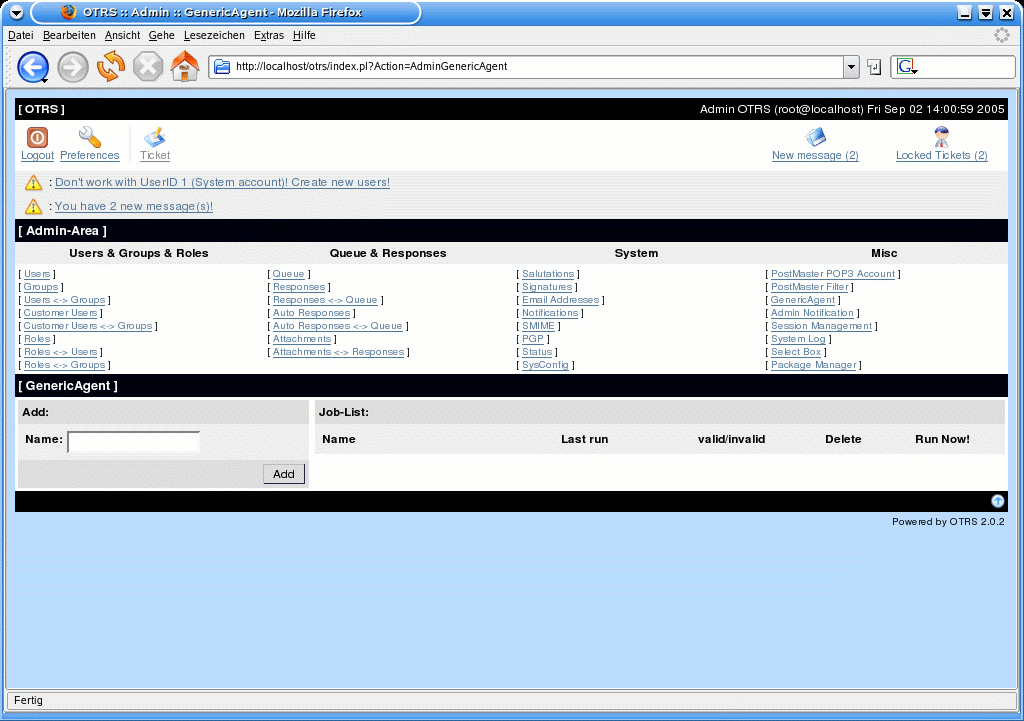 OTRS :: Admin :: GenericAgent - Mozilla Firefox
Datei Bearbeiten Ansicht Gehe Lesezeichen Extras Hilfe
http://localhost/otrs/index.pl?Action=AdminGenericAgent
G
[ OTRS ] Admin OTRS (root@localhost) Fri Sep 02 14:00:59 2005
Logout Preferences Ticket New message (2) Locked Tickets (2)
: Don't work with UserID 1 (System account)! Create new users!
: You have 2 new message(s)!
[ Admin-Area ]
Users & Groups & Roles Queue & Responses System Misc
[ Users ] [ Queue ] [ Salutations ] [ PostMaster POP3 Account ]
[ Groups ] [ Responses ] [ Signatures ] [ PostMaster Filter ]
[ Users <-> Groups ] [ Responses <-> Queue ] [ Email Addresses ] [ GenericAgent ]
[ Customer Users ] [ Auto Responses ] [ Notifications ] [ Admin Notification ]
[ Customer Users <-> Groups ] [ Auto Responses <-> Queue ] [ SMIME ] [ Session Management ]
[ Roles ] [ Attachments ] [ PGP ] [ System Log ]
[ Roles <-> Users ] [ Attachments <-> Responses ] [ Status ] [ Select Box ]
[ Roles <-> Groups ] [ SysConfig ] [ Package Manager ]
[ GenericAgent ]
Add: Job-List:
Name: Name Last run valid/invalid Delete Run Now!
Add
Powered by OTRS 2.0.2
Fertig